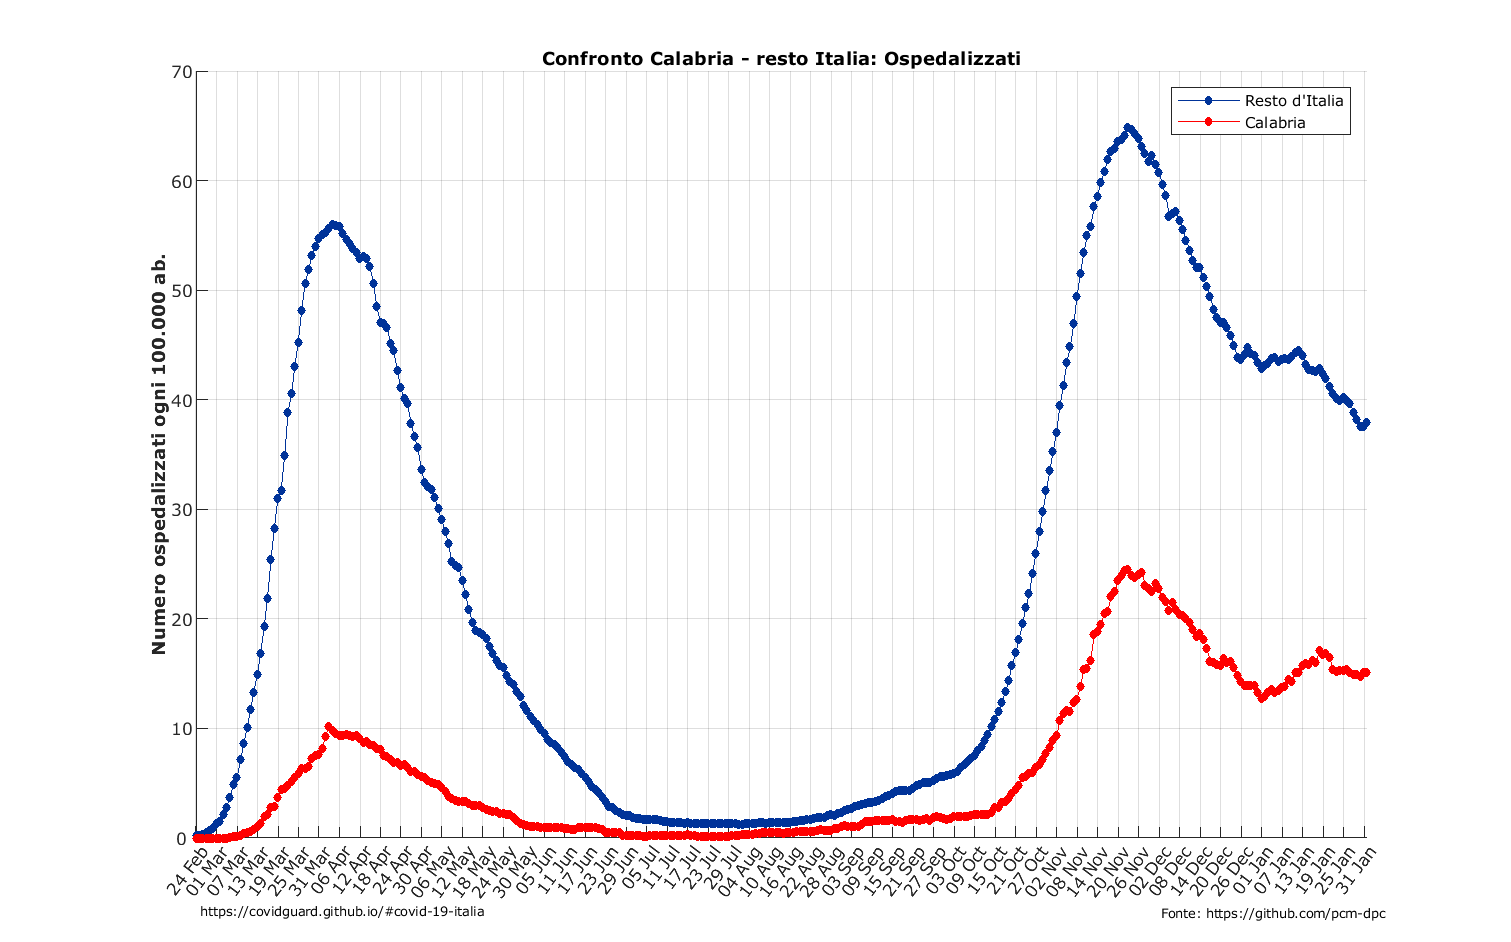 Confronto Calabria - resto Italia: Ospedalizzati
Resto d'Italia
Calabria
Numero ospedalizzati ogni 100.000 ab.
70
60
50
40
30
20
10
0
24 Feb
01 Mar
07 Mar
13 Mar
19 Mar
25 Mar
31 Mar
06 Apr
12 Apr
18 Apr
24 Apr
30 Apr
06 May
12 May
18 May
24 May
30 May
05 Jun
11 Jun
17 Jun
23 Jun
29 Jun
05 Jul
11 Jul
17 Jul
23 Jul
29 Jul
04 Aug
10 Aug
16 Aug
22 Aug
28 Aug
03 Sep
09 Sep
15 Sep
21 Sep
27 Sep
03 Oct
09 Oct
15 Oct
21 Oct
27 Oct
02 Nov
08 Nov
14 Nov
20 Nov
26 Nov
02 Dec
08 Dec
14 Dec
20 Dec
26 Dec
01 Jan
07 Jan
13 Jan
19 Jan
25 Jan
31 Jan
https://covidguard.github.io/#covid-19-italia
Fonte: https://github.com/pcm-dpc